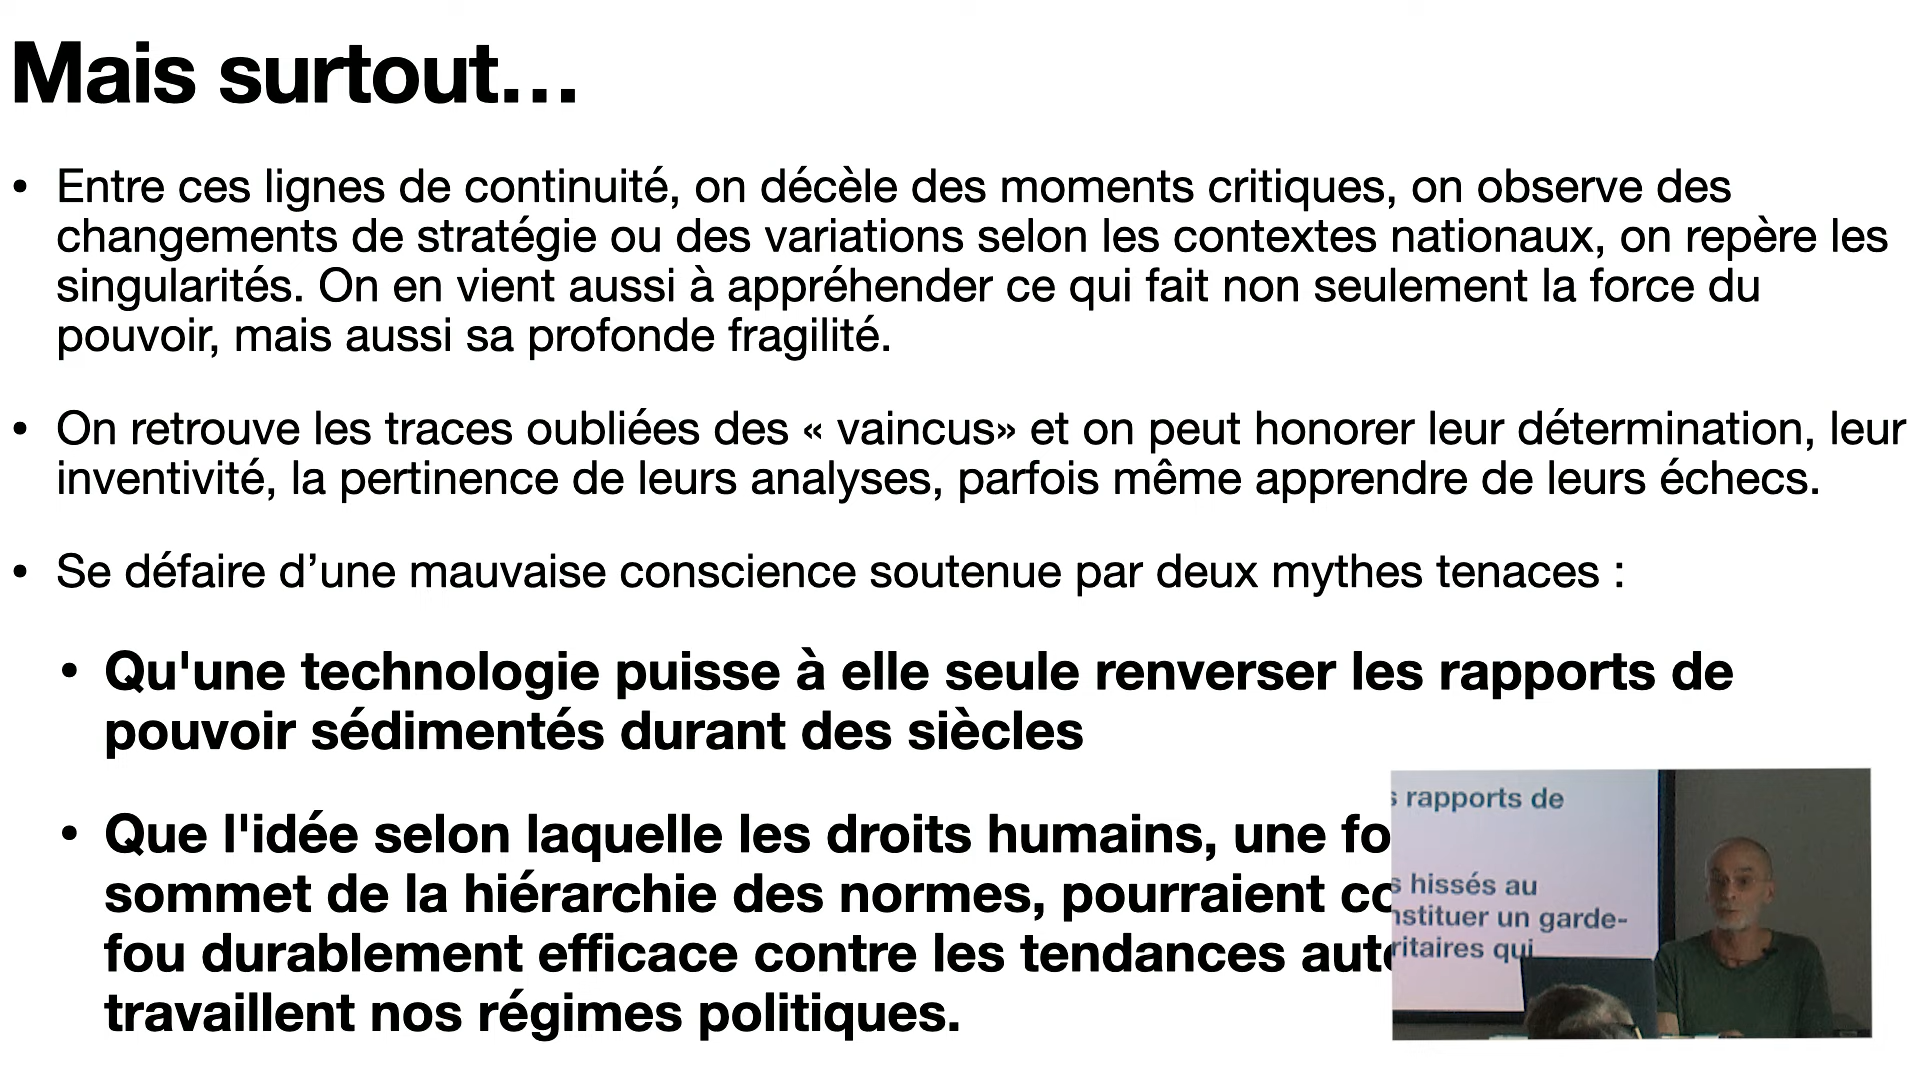 Mais surtout…
• Entre ces lignes de continuité, on décèle des moments critiques, on observe des
changements de stratégie ou des variations selon les contextes nationaux, on repère les
singularités. On en vient aussi à appréhender ce qui fait non seulement la force du
pouvoir, mais aussi sa profonde fragilité.
• On retrouve les traces oubliées des « vaincus» et on peut honorer leur détermination, leur
inventivité, la pertinence de leurs analyses, parfois même apprendre de leurs échecs.
• Se défaire d’une mauvaise conscience soutenue par deux mythes tenaces :
• Qu'une technologie puisse à elle seule renverser les rapports de
pouvoir sédimentés durant des siècles
• Que l'idée selon laquelle les droits humains, une fo
sommet de la hiérarchie des normes, pourraient co
fou durablement efficace contre les tendances auto
travaillent nos régimes politiques.
s rapports de
s hissés au
nstituer un garde-
ritaires qui